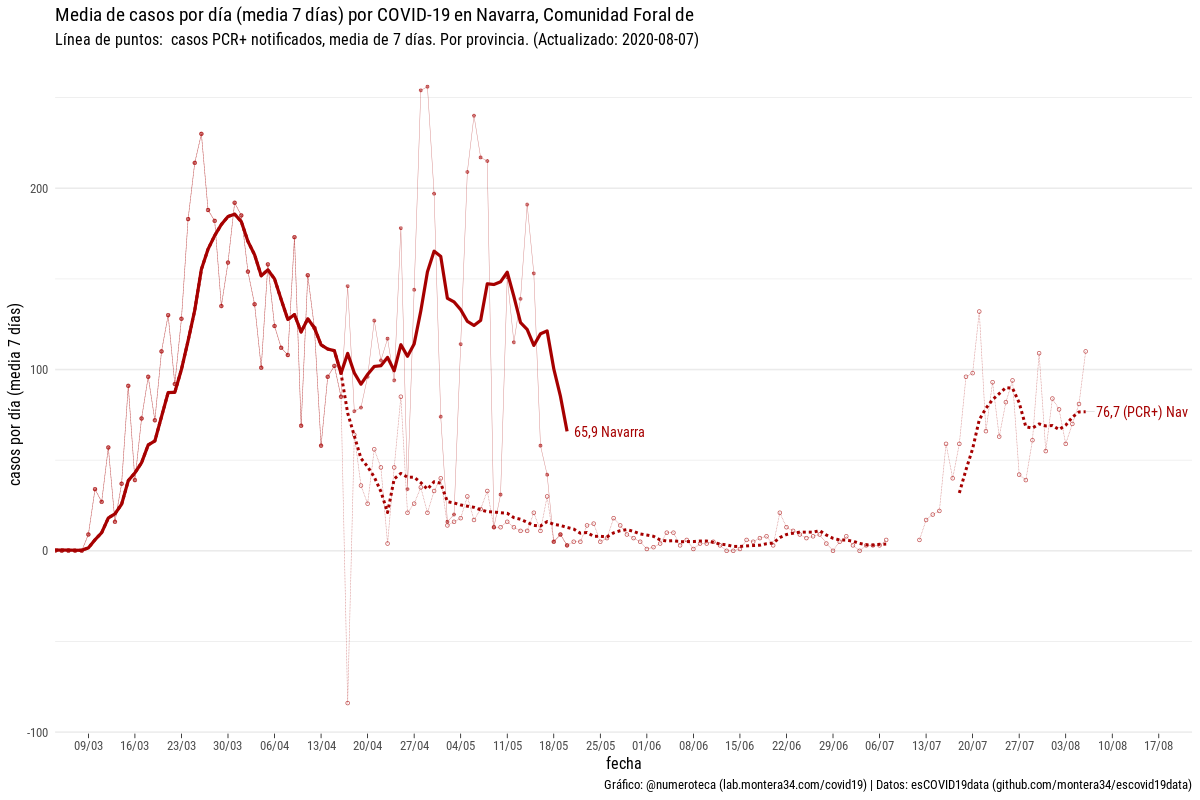 Media de casos por día (media 7 días) por COVID-19 en Navarra, Comunidad Foral de
Línea de puntos:  casos PCR+ notificados, media de 7 días. Por provincia. (Actualizado: 2020-08-07)
casos por día (media 7 días)
200
100
0
-100
65,9 Navarra
76,7 (PCR+) Nav
09/03 16/03 23/03 30/03 06/04 13/04 20/04 27/04 04/05 11/05 18/05 25/05 01/06 08/06 15/06 22/06 29/06 06/07 13/07 20/07 27/07 03/08 10/08 17/08
fecha
Gráfico: @numeroteca (lab.montera34.com/covid19) | Datos: esCOVID19data (github.com/montera34/escovid19data)